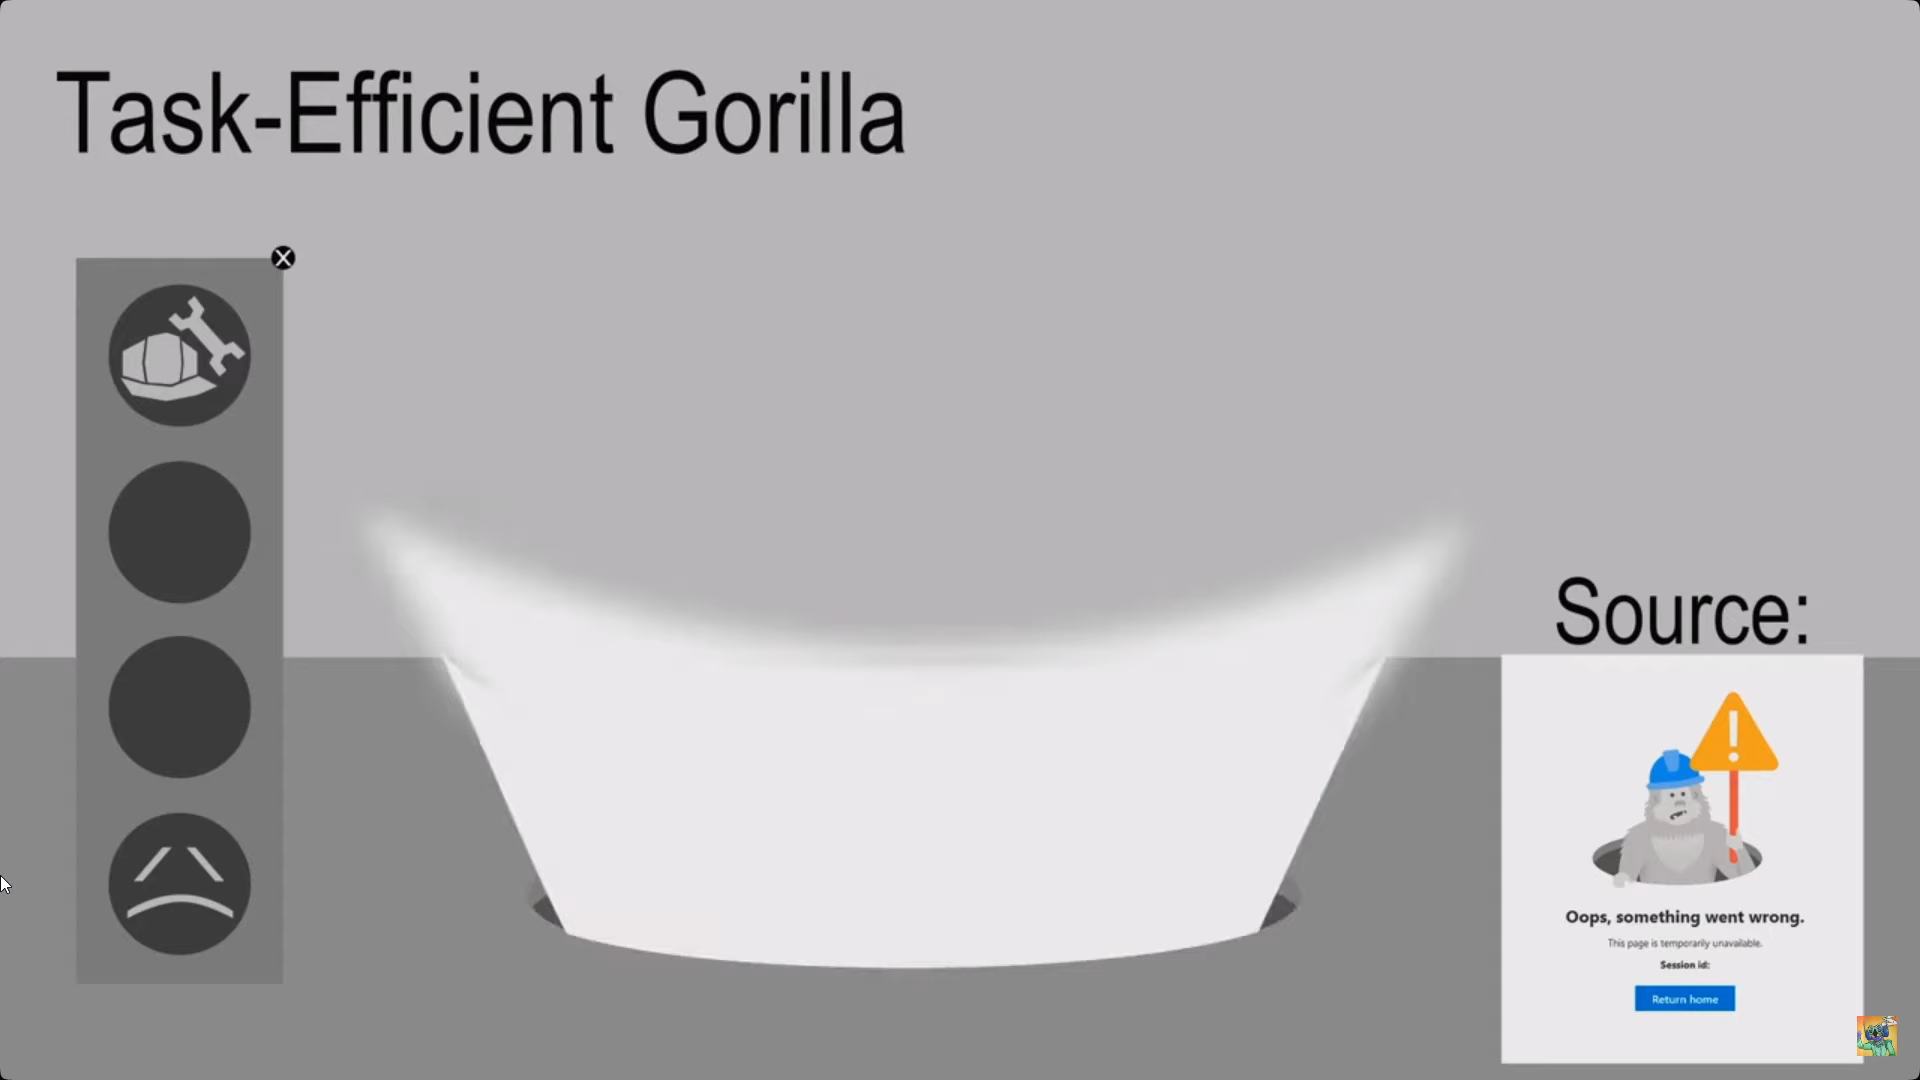 Task-Efficient Gorilla
Source:
Oops, something went wrong.
This page is temporarily unavailable.
Session id:
Return home